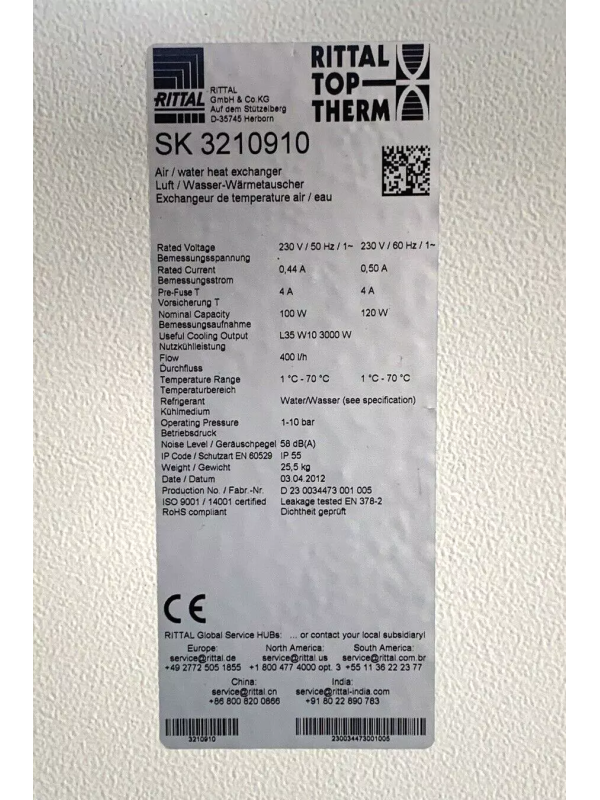 RITTAL
RITTAL
GmbH & Co.KG
Auf dem Stützelberg
D-35745 Herborn
RITTAL
TOP
THERM
SK 3210910
Air / water heat exchanger
Luft / Wasser-Wärmetauscher
Exchangeur de temperature air / eau
Rated Voltage 230 V / 50 Hz / 1~ 230 V / 60 Hz / 1~
Bemessungsspannung
Rated Current 0,44 A 0,50 A
Bemessungsstrom
Pre-Fuse T 4 A 4 A
Vorsicherung T
Nominal Capacity 100 W 120 W
Bemessungsaufnahme
Useful Cooling Output L35 W10 3000 W
Nutzkühlleistung
Flow 400 l/h
Durchfluss
Temperature Range 1 °C - 70 °C 1 °C - 70 °C
Temperaturbereich
Refrigerant Water/Wasser (see specification)
Kühlmedium
Operating Pressure 1-10 bar
Betriebsdruck
Noise Level / Geräuschpegel 58 dB(A)
IP Code / Schutzart EN 60529 IP 55
Weight / Gewicht 25,5 kg
Date / Datum 03.04.2012
Production No. / Fabr.-Nr. D 23 0034473 001 005
ISO 9001 / 14001 certified Leakage tested EN 378-2
RoHS compliant Dichtheit geprüft
CE
RITTAL Global Service HUBs: ... or contact your local subsidiary!
Europe: North America: South America:
service@rittal.de service@rittal.us service@rittal.com.br
+49 2772 505 1855 +1 800 477 4000 opt. 3 +55 11 36 22 23 77
China: India:
service@rittal.cn service@rittal-india.com
+86 800 820 0866 +91 80 22 890 783
3210910 230034473001005